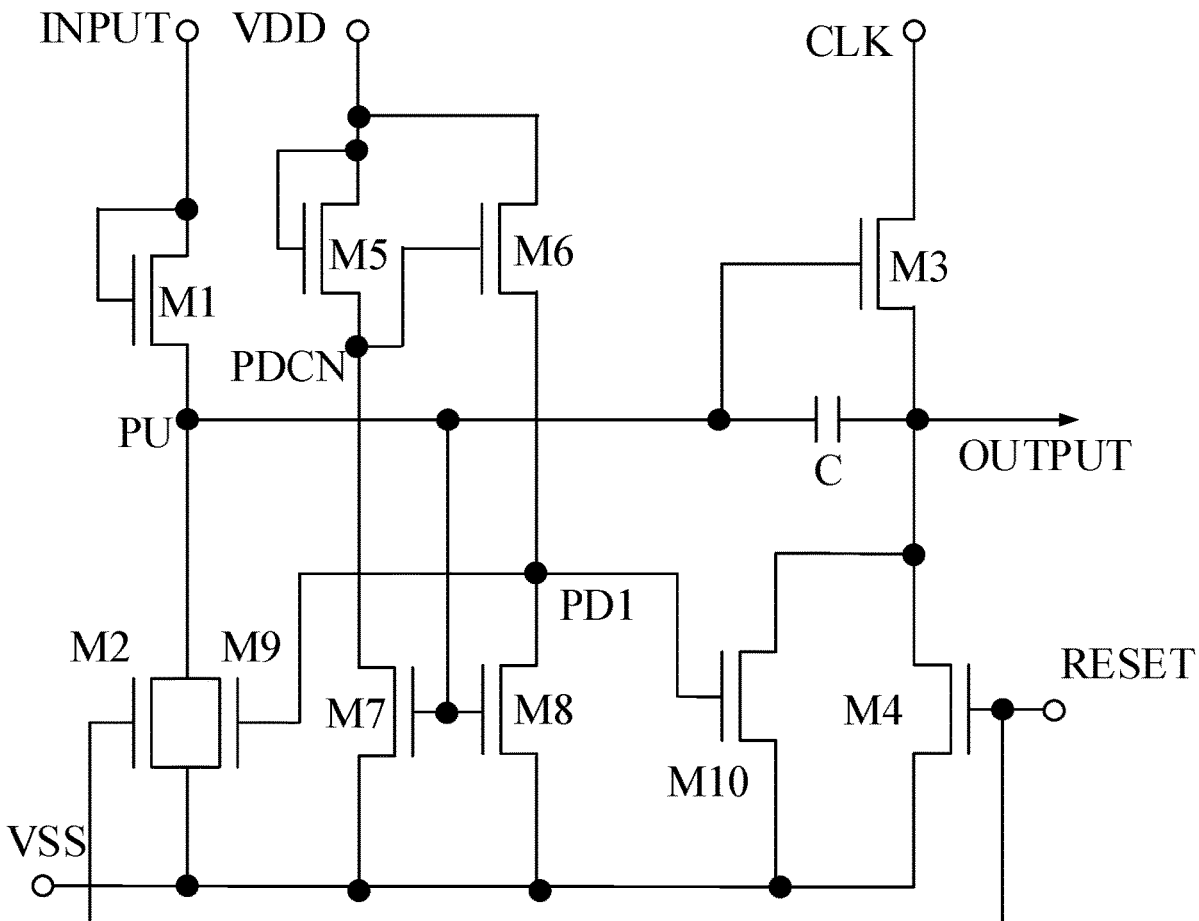 INPUT
VDD
CLK
M5
M6
M3
M1
PDCN
PU
C
OUTPUT
PD1
M2
M9
RESET
M7
M8
M4
M10
VSS